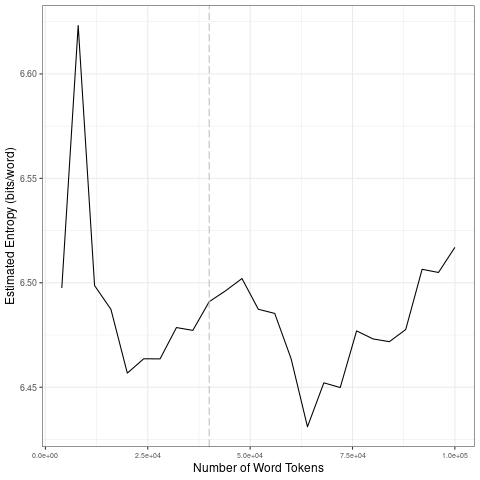 6.60
6.55
6.50
6.45
Estimated Entropy (bits/word)
0.0e+00 2.5e+04 5.0e+04 7.5e+04 1.0e+05
Number of Word Tokens